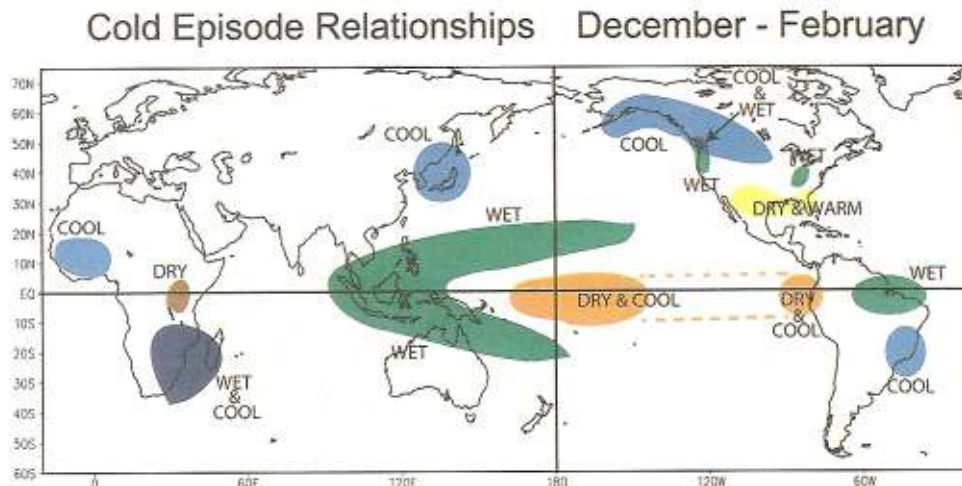 Cold Episode Relationships December - February
70N
60N
50N
40N
30N
20N
10N
EQ
10S
20S
30S
40S
50S
60S
0
60E
120E
180
120W
60W
COOL
&
WET
COOL
COOL
WET
WET
DRY & WARM
WET
COOL
DRY
WET
DRY & COOL
DRY
&
COOL
WET
WET
&
COOL
COOL